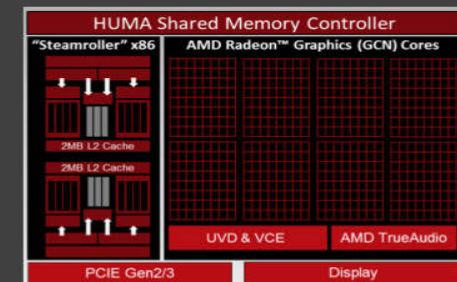 HUMA Shared Memory Controller
"Steamroller" x86
AMD Radeon™ Graphics (GCN) Cores
2MB L2 Cache
2MB L2 Cache
UVD & VCE
AMD TrueAudio
PCIE Gen2/3
Display